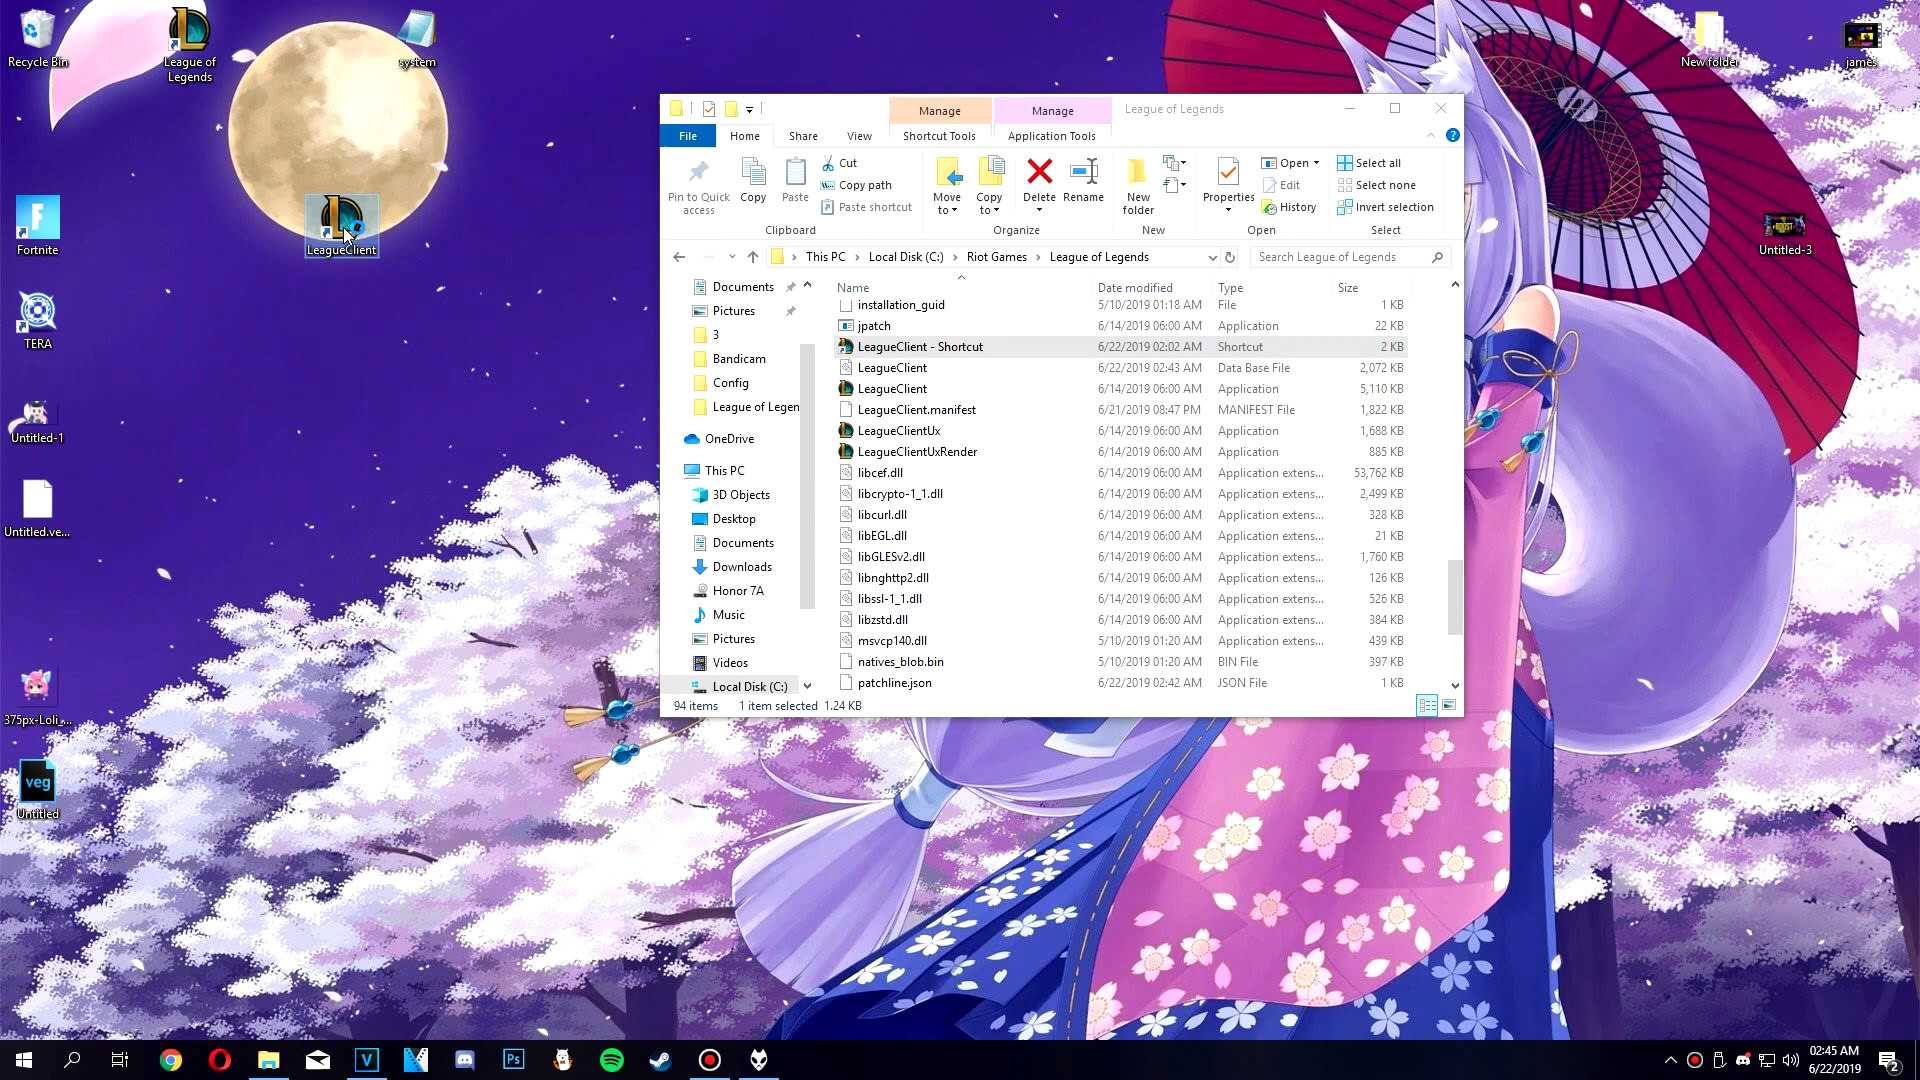 Recycle Bin
League of
Legends
system
New folder
james
Fortnite
LeagueClient
Untitled-3
TERA
Untitled-1
Untitled.ve...
375px-Loli_...
veg
Untitled
Manage
Manage
League of Legends
File
Home
Share
View
Shortcut Tools
Application Tools
Pin to Quick
access
Copy
Paste
Cut
Copy path
Paste shortcut
Clipboard
Move
to
Copy
to
Delete
Rename
Organize
New
folder
New
Properties
Open
Edit
History
Open
Select all
Select none
Invert selection
Select
This PC > Local Disk (C:) > Riot Games > League of Legends
Search League of Legends
Documents
Pictures
3
Bandicam
Config
League of Legen
OneDrive
This PC
3D Objects
Desktop
Documents
Downloads
Honor 7A
Music
Pictures
Videos
Local Disk (C:)
Name Date modified Type Size
installation_guid 5/10/2019 01:18 AM File 1 KB
jpatch 6/14/2019 06:00 AM Application 22 KB
LeagueClient - Shortcut 6/22/2019 02:02 AM Shortcut 2 KB
LeagueClient 6/22/2019 02:43 AM Data Base File 2,072 KB
LeagueClient 6/14/2019 06:00 AM Application 5,110 KB
LeagueClient.manifest 6/21/2019 08:47 PM MANIFEST File 1,822 KB
LeagueClientUx 6/14/2019 06:00 AM Application 1,688 KB
LeagueClientUxRender 6/14/2019 06:00 AM Application 885 KB
libcef.dll 6/14/2019 06:00 AM Application extens... 53,762 KB
libcrypto-1_1.dll 6/14/2019 06:00 AM Application extens... 2,499 KB
libcurl.dll 6/14/2019 06:00 AM Application extens... 328 KB
libEGL.dll 6/14/2019 06:00 AM Application extens... 21 KB
libGLESv2.dll 6/14/2019 06:00 AM Application extens... 1,760 KB
libnghttp2.dll 6/14/2019 06:00 AM Application extens... 126 KB
libssl-1_1.dll 6/14/2019 06:00 AM Application extens... 526 KB
libzstd.dll 6/14/2019 06:00 AM Application extens... 384 KB
msvcp140.dll 5/10/2019 01:20 AM Application extens... 439 KB
natives_blob.bin 5/10/2019 01:20 AM BIN File 397 KB
patchline.json 6/22/2019 02:42 AM JSON File 1 KB
94 items 1 item selected 1.24 KB
Ps
02:45 AM
6/22/2019
2